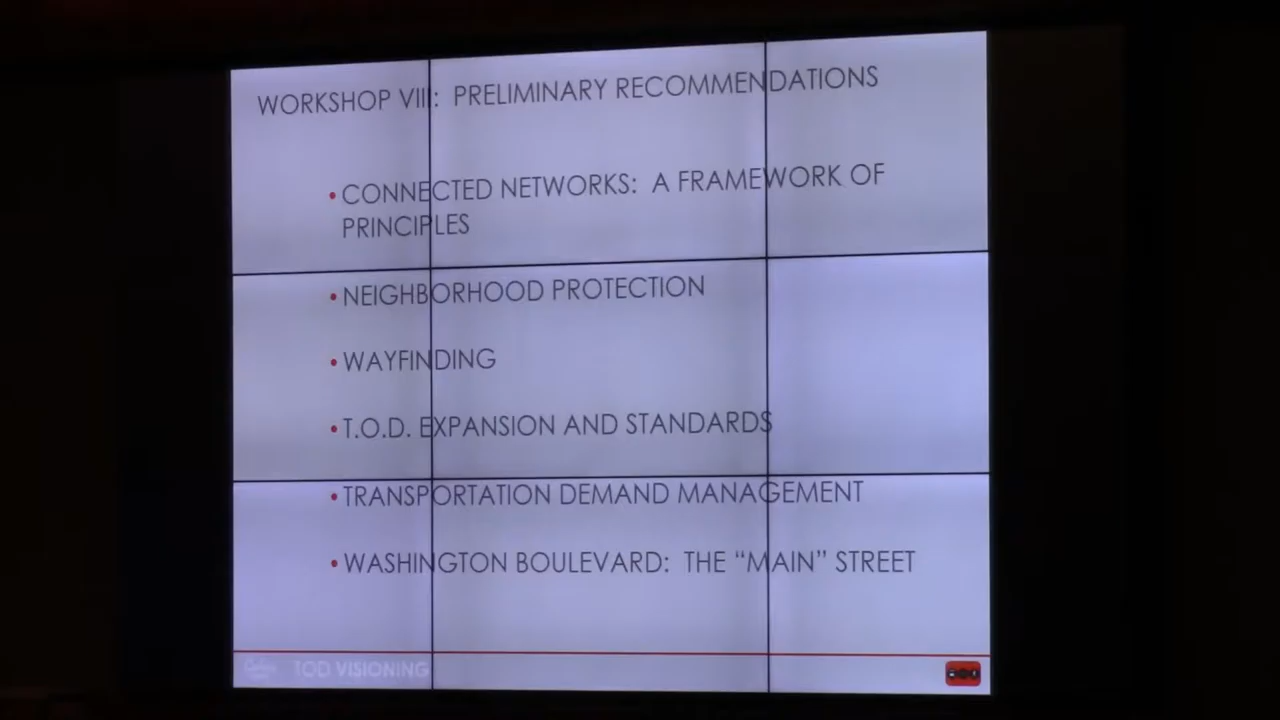 WORKSHOP VIII: PRELIMINARY RECOMMENDATIONS
• CONNECTED NETWORKS: A FRAMEWORK OF
PRINCIPLES
• NEIGHBORHOOD PROTECTION
• WAYFINDING
• T.O.D. EXPANSION AND STANDARDS
• TRANSPORTATION DEMAND MANAGEMENT
• WASHINGTON BOULEVARD: THE “MAIN” STREET
TOD VISIONING